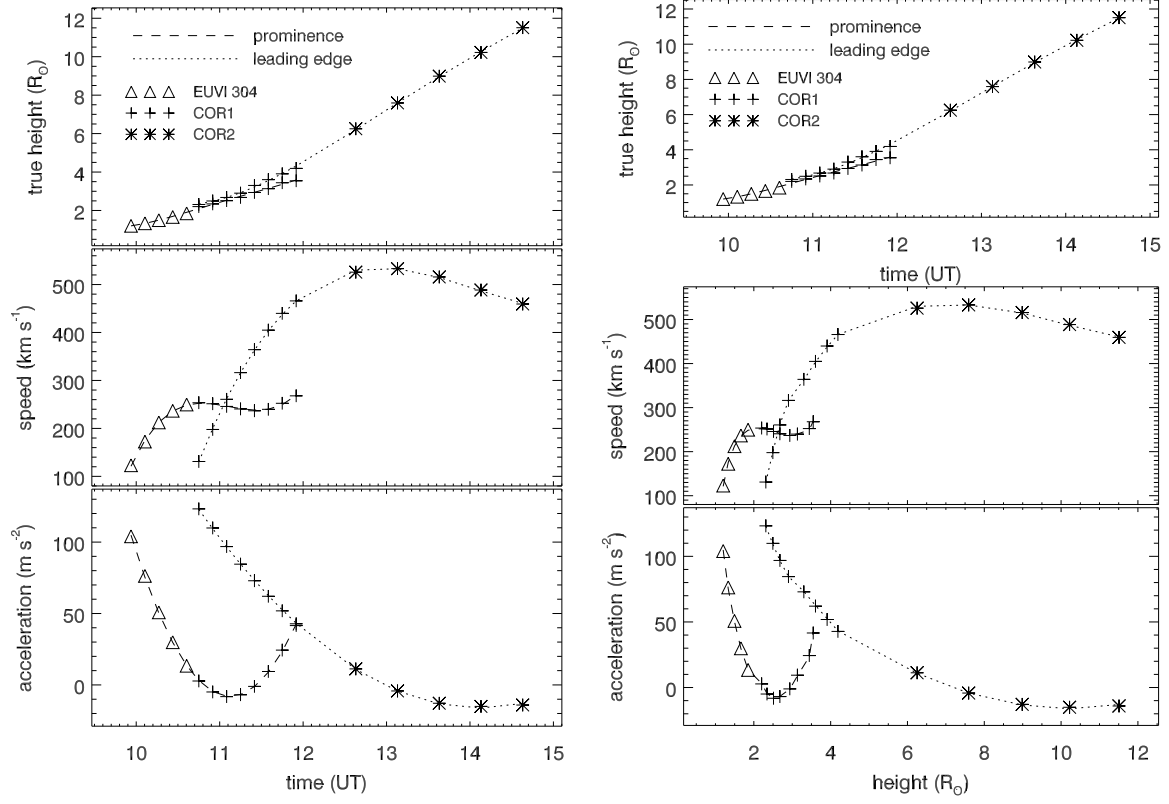 12
10
8
6
4
2
true height (R☉)
prominence
leading edge
EUVI 304
COR1
COR2
500
400
300
200
100
speed (km s⁻¹)
100
50
0
acceleration (m s⁻²)
10 11 12 13 14 15
time (UT)
12
10
8
6
4
2
true height (R☉)
prominence
leading edge
EUVI 304
COR1
COR2
10 11 12 13 14 15
time (UT)
500
400
300
200
100
speed (km s⁻¹)
100
50
0
acceleration (m s⁻²)
2 4 6 8 10 12
height (R☉)